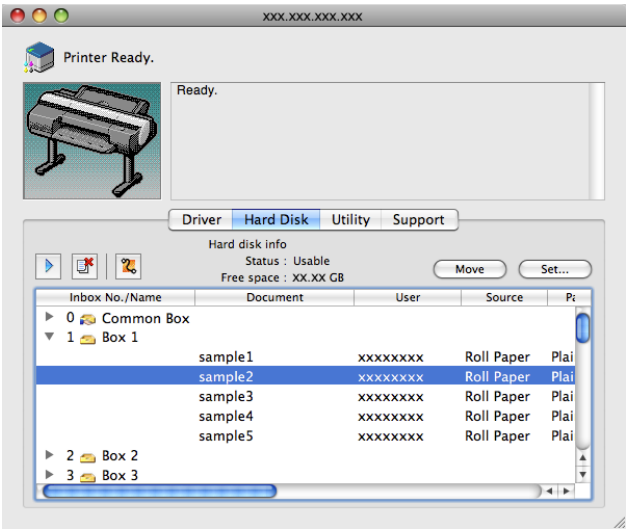 xxx.xxx.xxx.xxx
Printer Ready.
Ready.
Driver Hard Disk Utility Support
Hard disk info
Status : Usable
Free space : XX.XX GB
Move Set...
Inbox No./Name Document User Source Pa
0 Common Box
1 Box 1
sample1 xxxxxxxx Roll Paper Plai
sample2 xxxxxxxx Roll Paper Plai
sample3 xxxxxxxx Roll Paper Plai
sample4 xxxxxxxx Roll Paper Plai
sample5 xxxxxxxx Roll Paper Plai
2 Box 2
3 Box 3